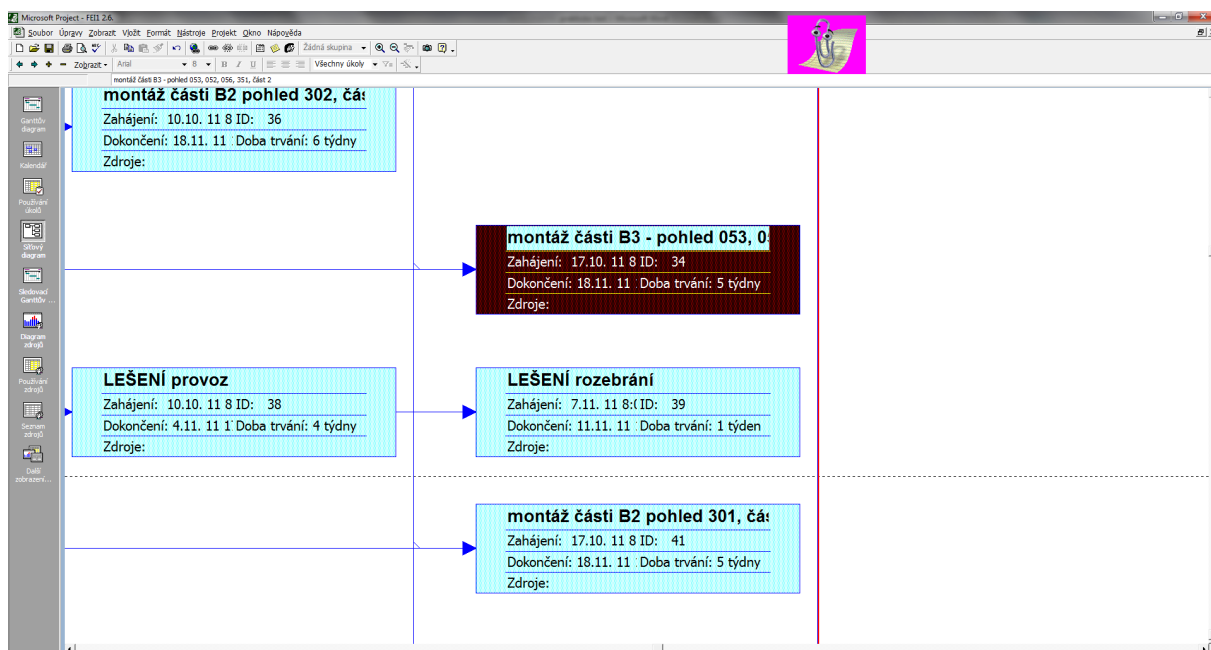 Microsoft Project - FEI1 2.6.
Soubor Úpravy Zobrazit Vložit Formát Nástroje Projekt Okno Nápověda
Žádná skupina
Zobrazit Arial 8 B I U Všechny úkoly
montáž části B3 - pohled 053, 052, 056, 351, část 2
Ganttův
diagram
Kalendář
Používání
úkolů
Síťový
diagram
Sledovací
Ganttův ...
Diagram
zdrojů
Používání
zdrojů
Seznam
zdrojů
Další
zobrazení...
montáž části B2 pohled 302, část
Zahájení: 10.10. 11 8 ID: 36
Dokončení: 18.11. 11 Doba trvání: 6 týdny
Zdroje:
montáž části B3 - pohled 053, 0
Zahájení: 17.10. 11 8 ID: 34
Dokončení: 18.11. 11 Doba trvání: 5 týdny
Zdroje:
LEŠENÍ provoz
Zahájení: 10.10. 11 8 ID: 38
Dokončení: 4.11. 11 1 Doba trvání: 4 týdny
Zdroje:
LEŠENÍ rozebrání
Zahájení: 7.11. 11 8:( ID: 39
Dokončení: 11.11. 11 Doba trvání: 1 týden
Zdroje:
montáž části B2 pohled 301, část
Zahájení: 17.10. 11 8 ID: 41
Dokončení: 18.11. 11 Doba trvání: 5 týdny
Zdroje: